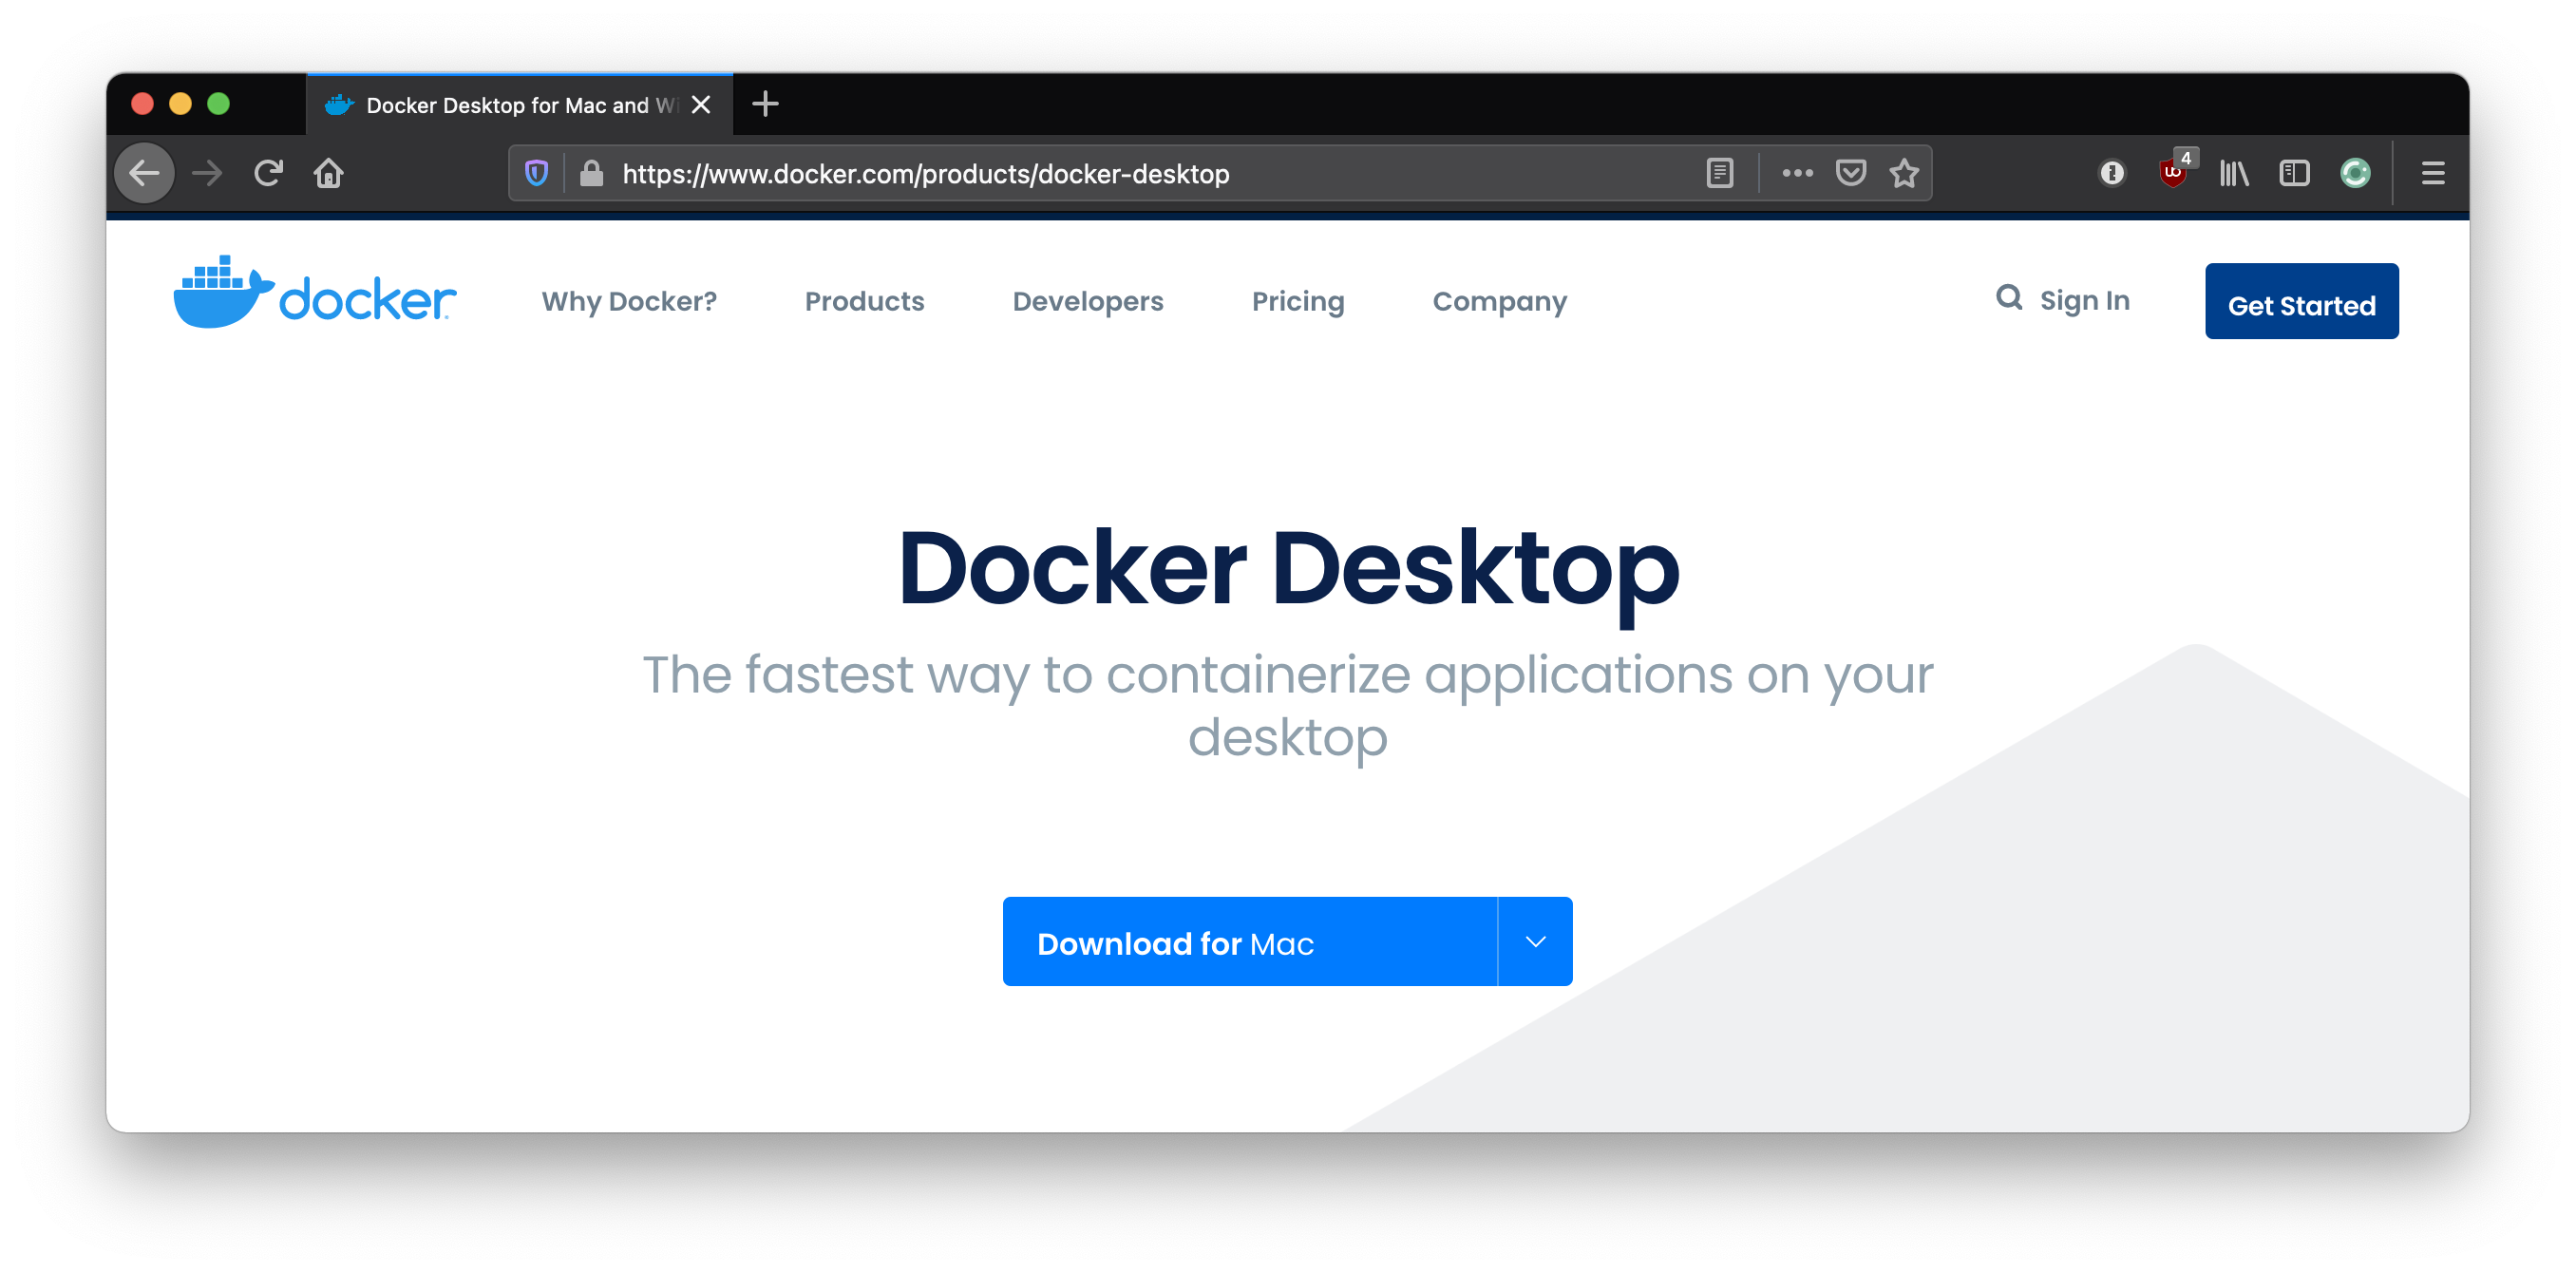 Docker Desktop for Mac and Wi
https://www.docker.com/products/docker-desktop
4
docker
Why Docker? Products Developers Pricing Company Sign In Get Started
Docker Desktop
The fastest way to containerize applications on your
desktop
Download for Mac